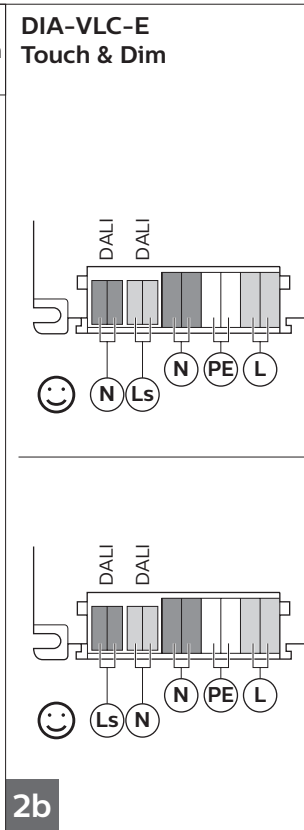 DIA-VLC-E
Touch & Dim
DALI DALI
N Ls N PE L
DALI DALI
Ls N N PE L
2b